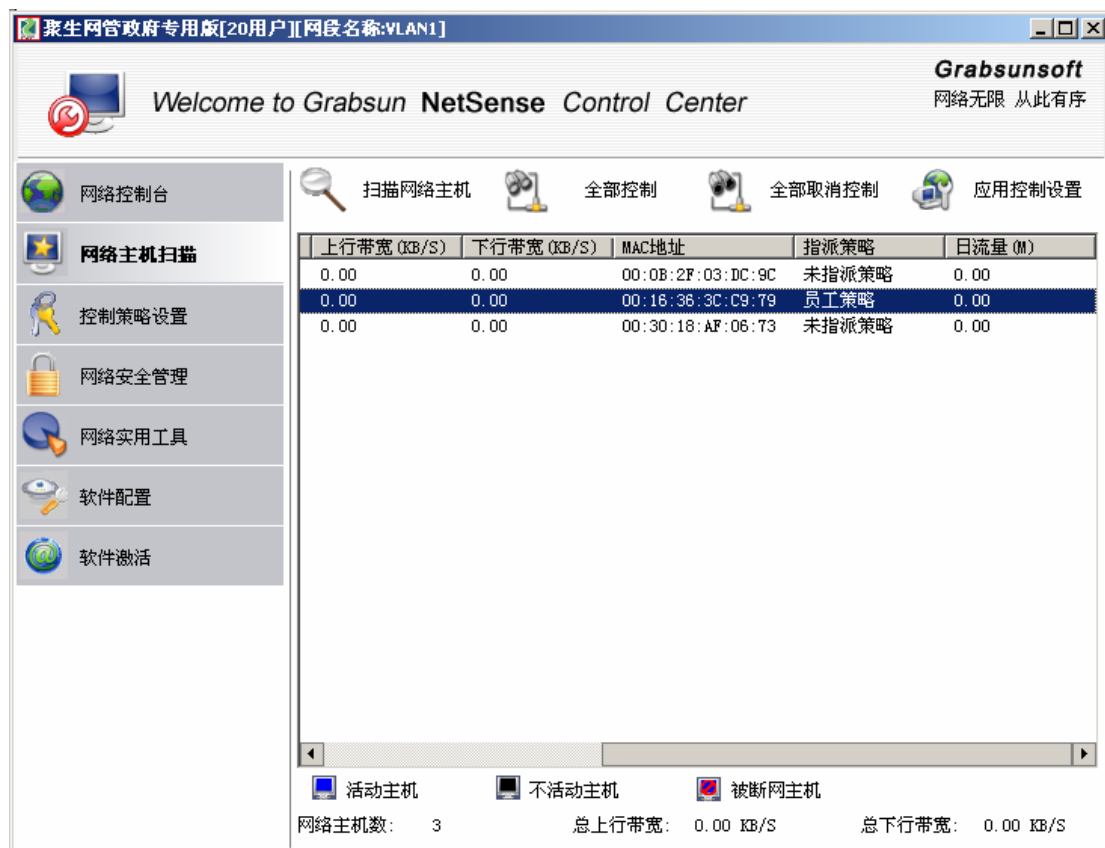 聚生网管政府专用版[20用户][网段名称:VLAN1]
Grabsunsoft
Welcome to Grabsun NetSense Control Center
网络无限 从此有序
网络控制台
网络主机扫描
控制策略设置
网络安全管理
网络实用工具
软件配置
软件激活
扫描网络主机 全部控制 全部取消控制 应用控制设置
上行带宽(KB/S) 下行带宽(KB/S) MAC地址 指派策略 日流量(M)
0.00 0.00 00:0B:2F:03:DC:9C 未指派策略 0.00
0.00 0.00 00:16:36:3C:C9:79 员工策略 0.00
0.00 0.00 00:30:18:AF:06:73 未指派策略 0.00
活动主机 不活动主机 被断网主机
网络主机数: 3 总上行带宽: 0.00 KB/S 总下行带宽: 0.00 KB/S